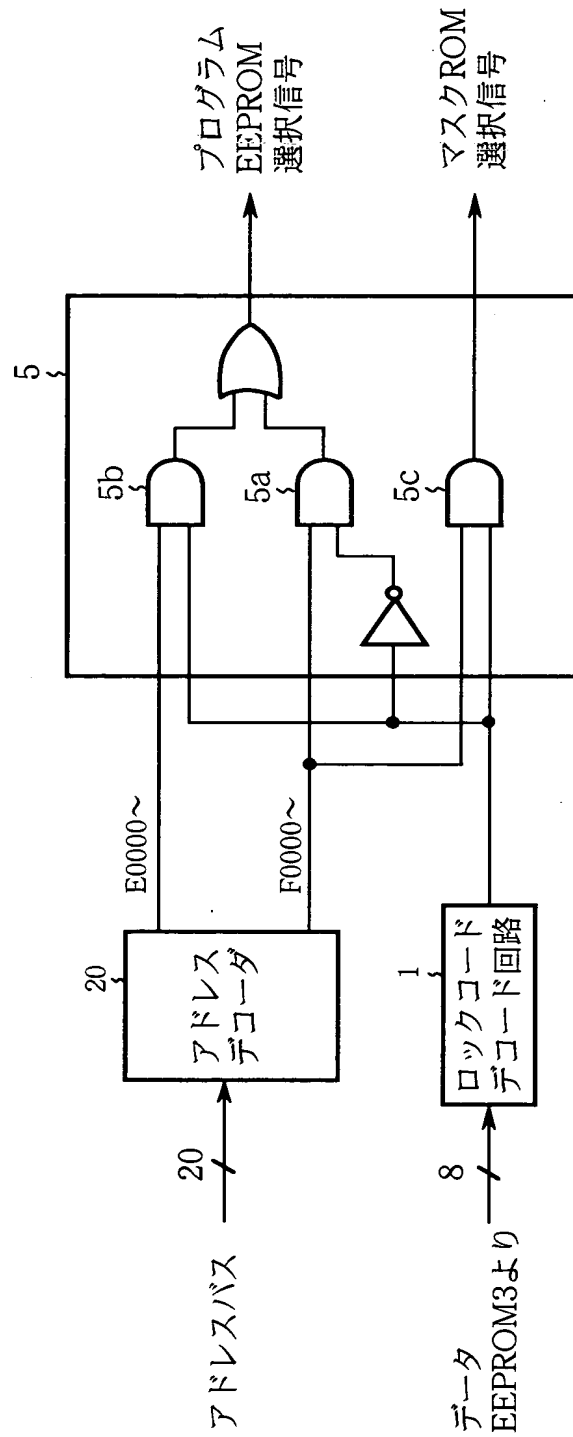 アドレスバス
20
20
アドレス
デコーダ
E0000〜
F0000〜
データ
EEPROM3より
8
1
ロックコード
デコード回路
5
5b
5a
5c
プログラム
EEPROM
選択信号
マスクROM
選択信号